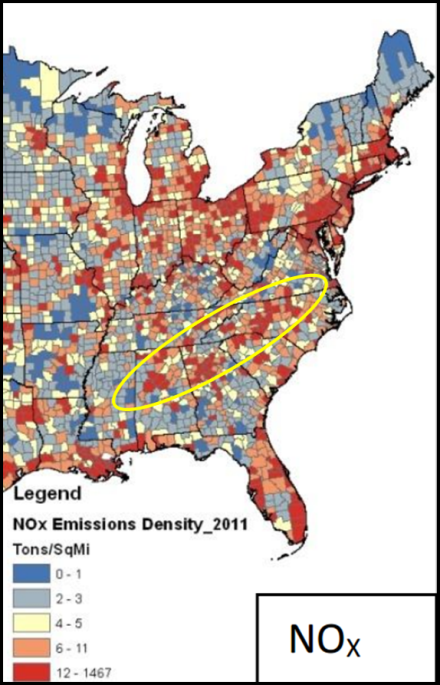 Legend
NOx Emissions Density_2011
Tons/SqMi
0 - 1
2 - 3
4 - 5
6 - 11
12 - 1467
NOx